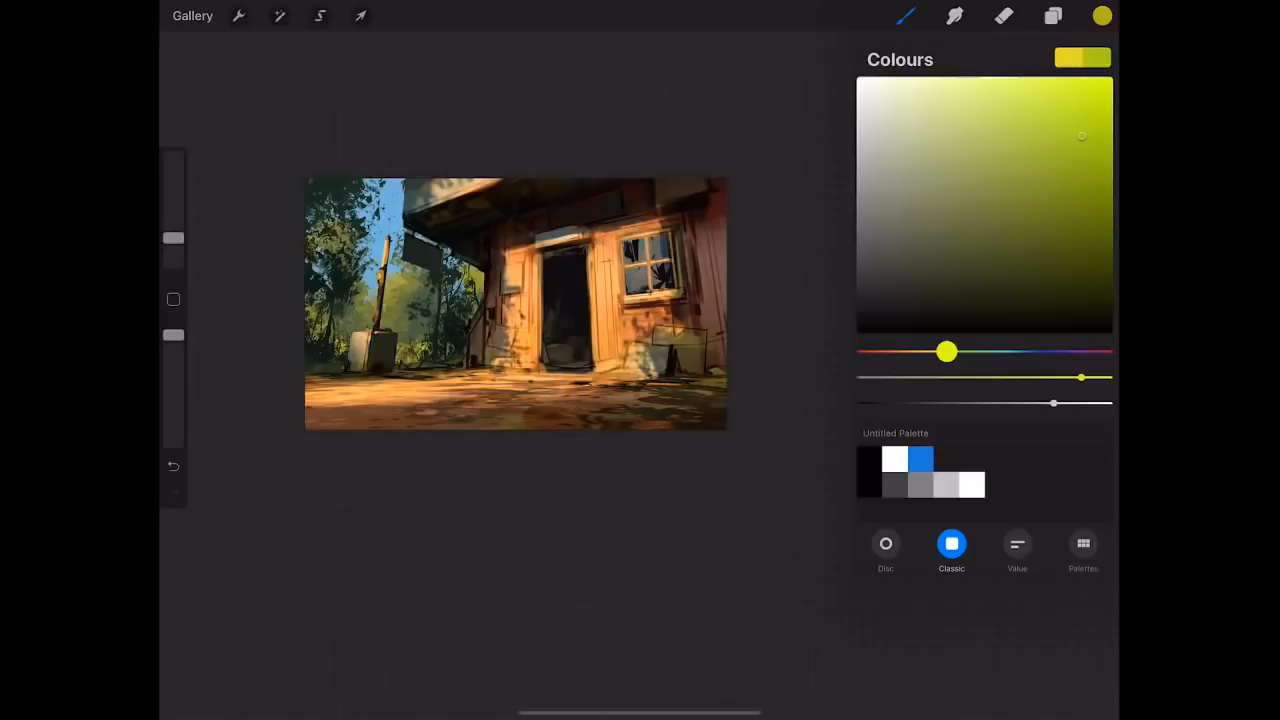 Gallery
Colours
Untitled Palette
Disc
Classic
Value
Palettes